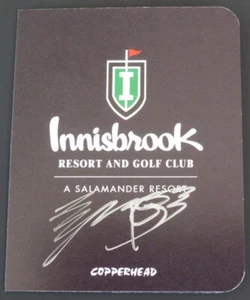 I
Innisbrook
RESORT AND GOLF CLUB
A SALAMANDER RESORT
COPPERHEAD